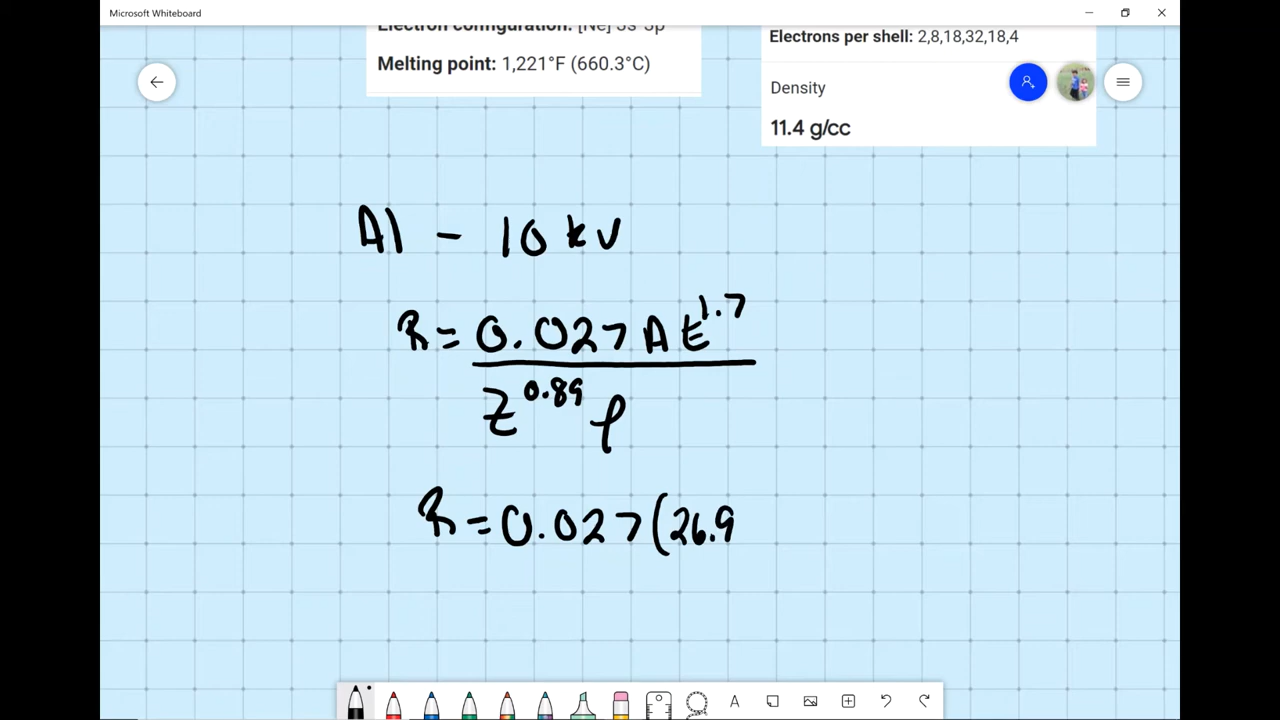 Microsoft Whiteboard
Electron configuration: [Ne] 3s² 3p¹
Melting point: 1,221°F (660.3°C)
Electrons per shell: 2,8,18,32,18,4
Density
11.4 g/cc
Al - 10 kV
R = 0.027 A E^1.7
Z^0.89 ρ
R = 0.027 (26.9
A